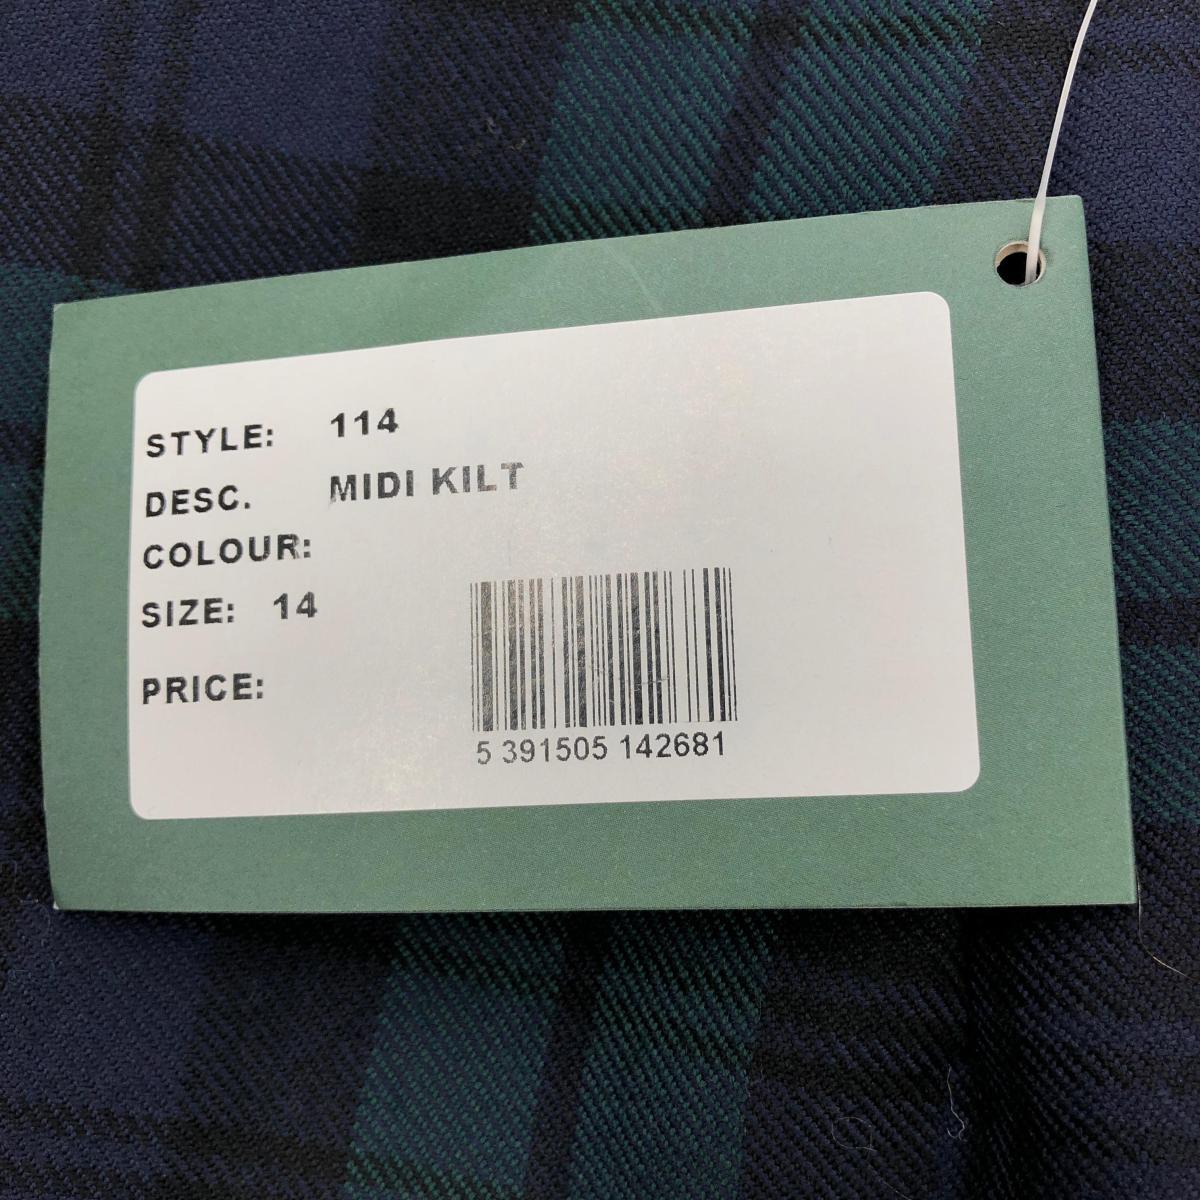 STYLE: 114
DESC. MIDI KILT
COLOUR:
SIZE: 14
PRICE:
5 391505 142681